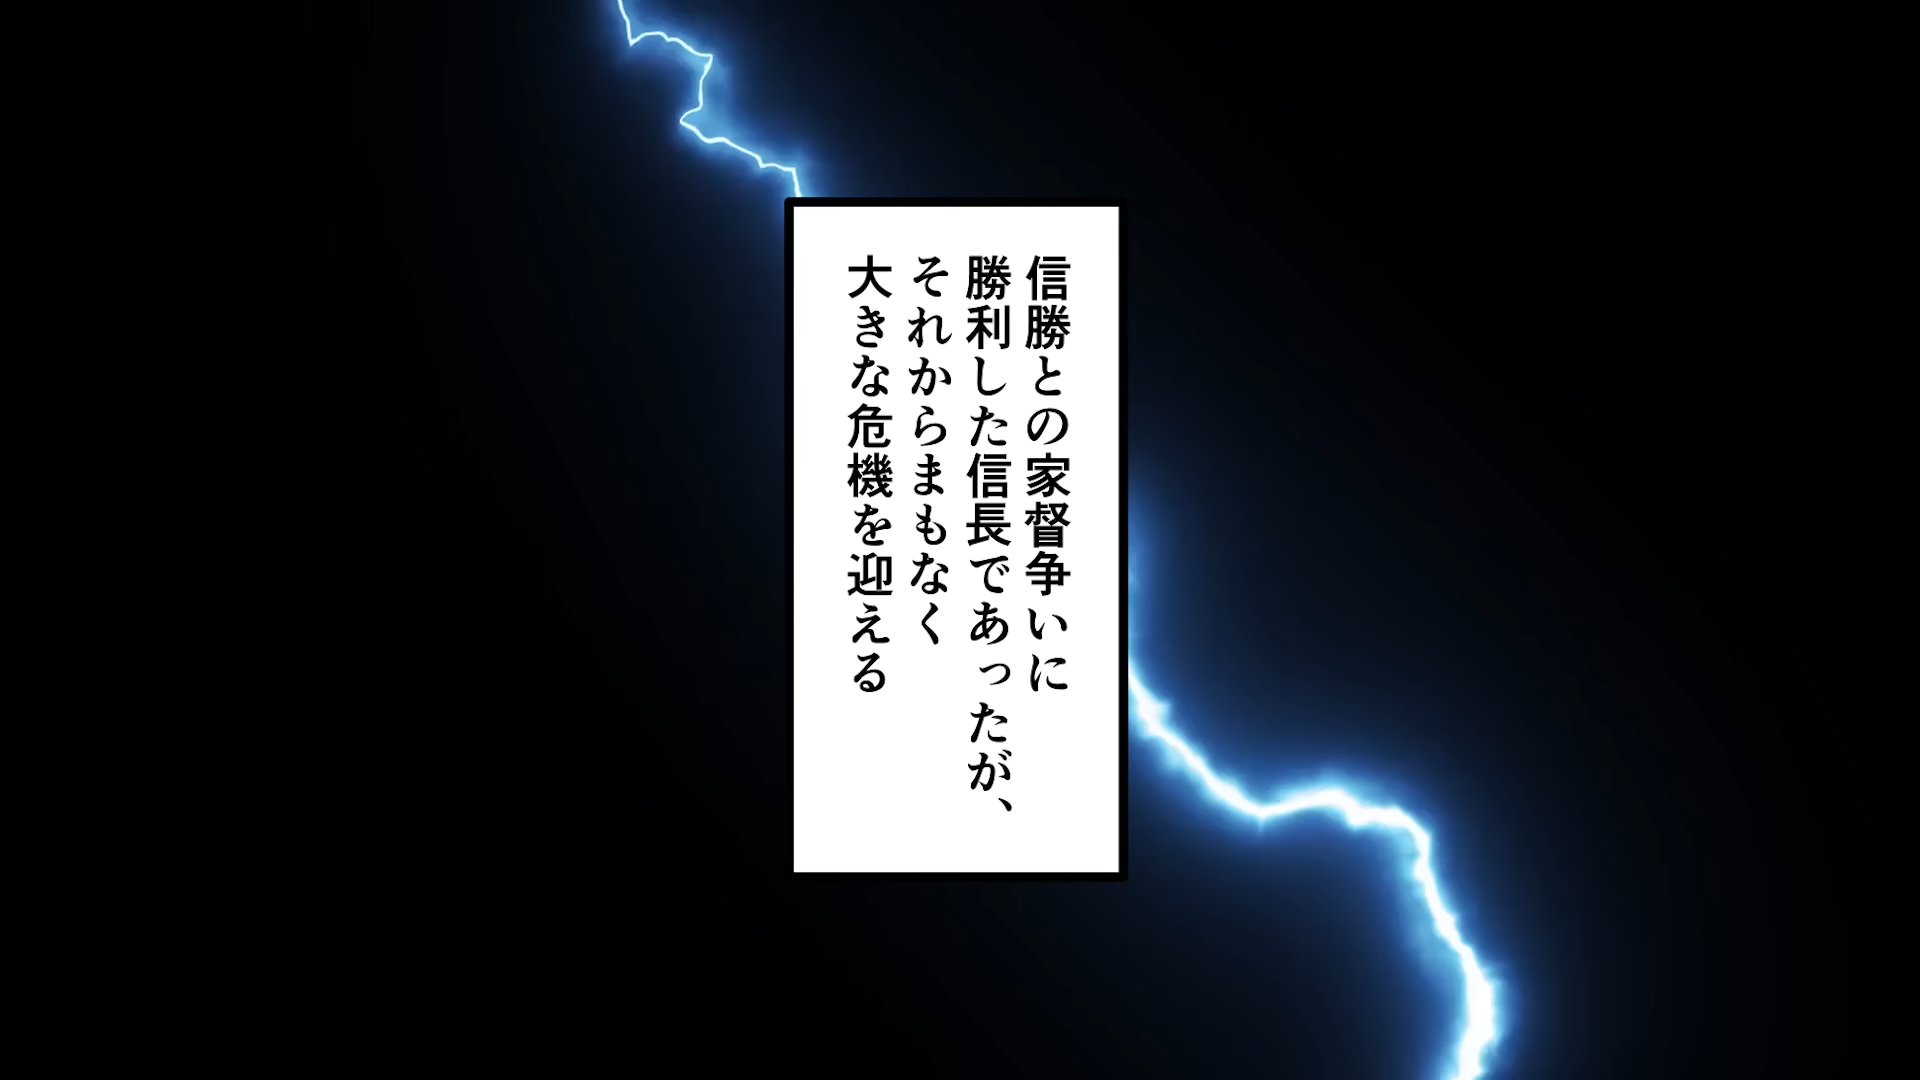 信勝との家督争いに
勝利した信長であったが、
それからまもなく
大きな危機を迎える